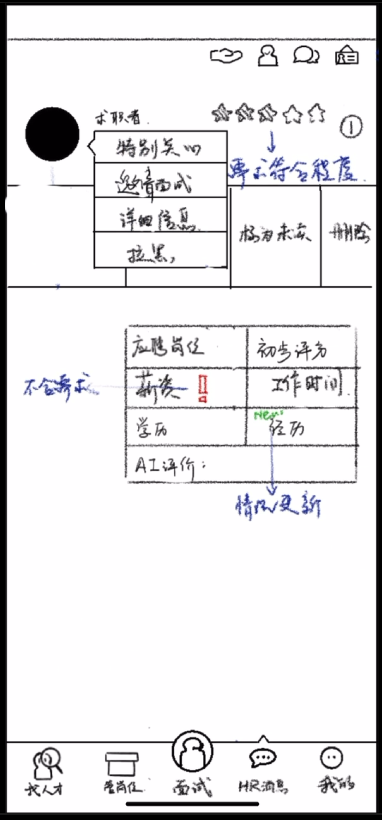 求职者
①
特别关心
要求符合程度
邀请面试
详细信息
标为未读
删除
拉黑
应聘岗位
初步评分
不合要求
薪资 !
工作时间
New
学历
经历
AI评价:
情况更新
找人才
管岗位
面试
HR消息
我的